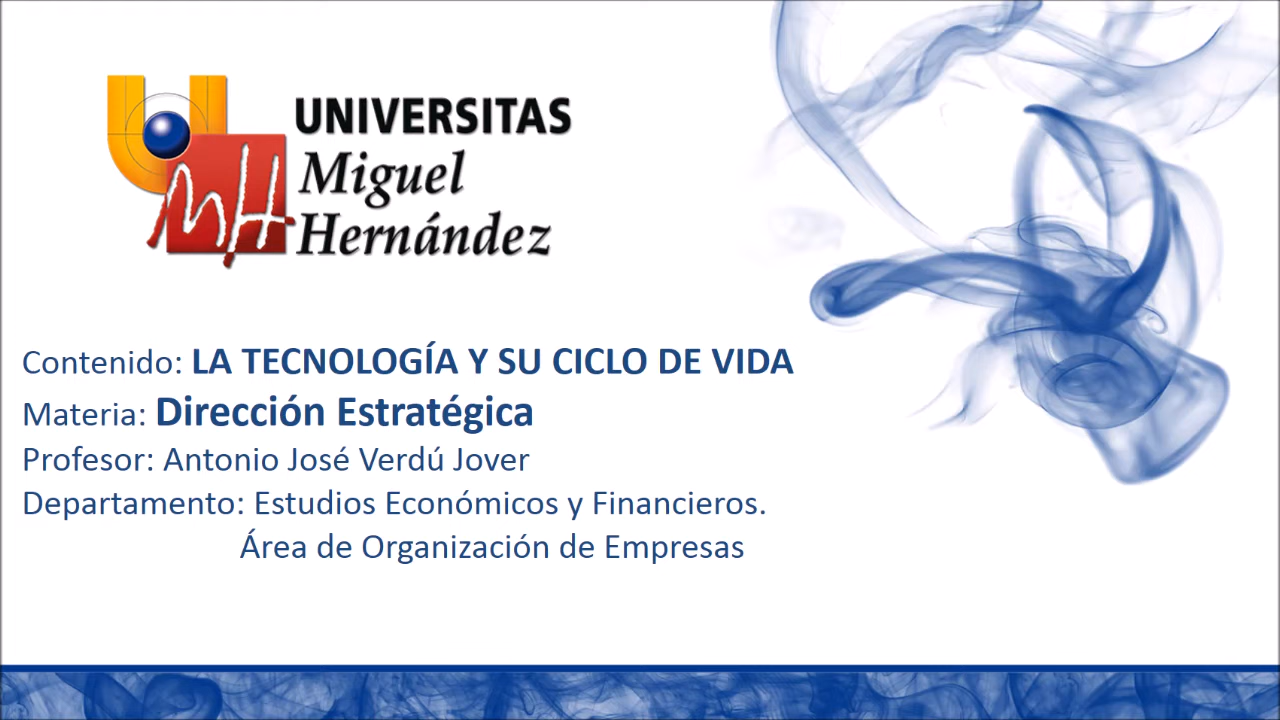 UMH
UNIVERSITAS
Miguel
Hernández
Contenido: LA TECNOLOGÍA Y SU CICLO DE VIDA
Materia: Dirección Estratégica
Profesor: Antonio José Verdú Jover
Departamento: Estudios Económicos y Financieros.
Área de Organización de Empresas